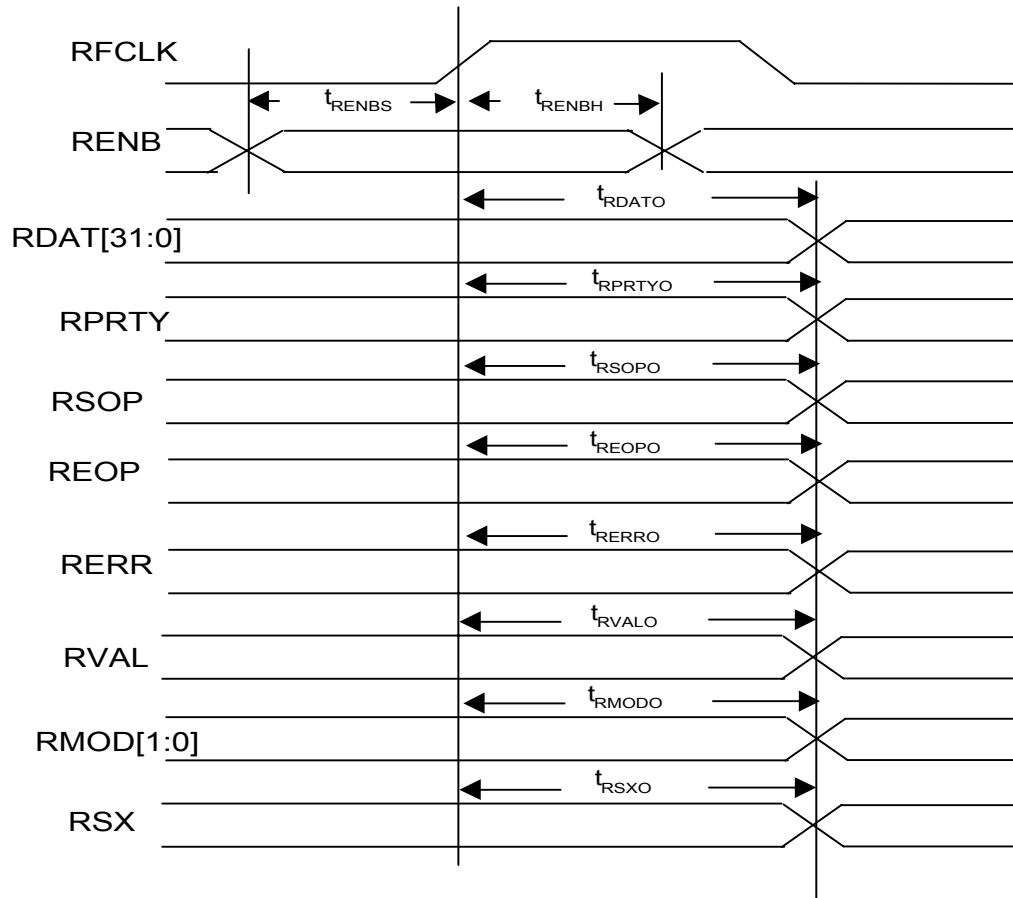 RFCLK
tRENBS tRENBH
RENB
tRDATO
RDAT[31:0]
tRPRTYO
RPRTY
tRSOPO
RSOP
tREOPO
REOP
tRERRO
RERR
tRVALO
RVAL
tRMODO
RMOD[1:0]
tRSXO
RSX